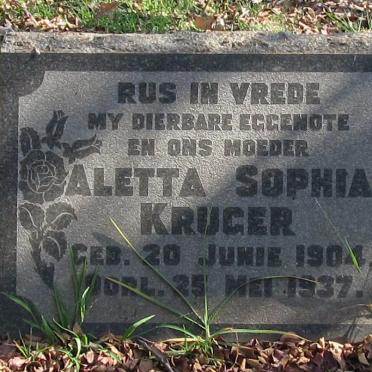 RUS IN VREDE
MY DIERBARE EGGENOTE
EN ONS MOEDER
ALETTA SOPHIA
KRUGER
GEB. 20 JUNIE 1904.
OORL. 25 MEI 1937.